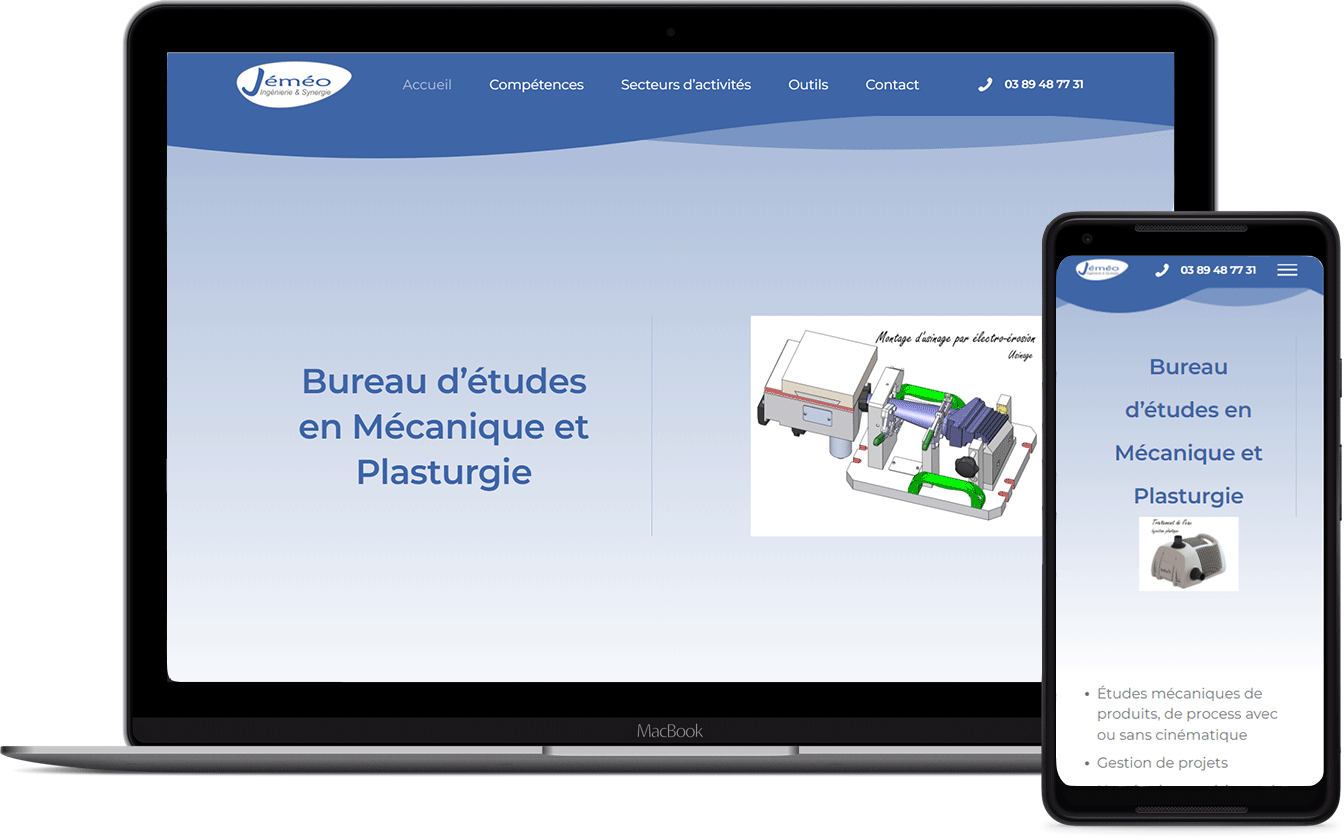 Jéméo
Ingénierie & Synergie
Accueil Compétences Secteurs d’activités Outils Contact 03 89 48 77 31
Bureau d’études
en Mécanique et
Plasturgie
Montage d'usinage par électro-érosion
Usinage
MacBook
Jéméo
03 89 48 77 31
Bureau
d’études en
Mécanique et
Plasturgie
Traitement de l'eau
Injection plastique
• Études mécaniques de
produits, de process avec
ou sans cinématique
• Gestion de projets